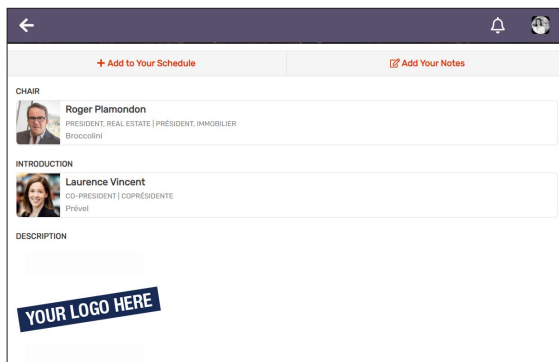 + Add to Your Schedule
Add Your Notes
CHAIR
Roger Plamondon
PRESIDENT, REAL ESTATE | PRÉSIDENT, IMMOBILIER
Broccolini
INTRODUCTION
Laurence Vincent
CO-PRESIDENT | COPRÉSIDENTE
Prével
DESCRIPTION
YOUR LOGO HERE